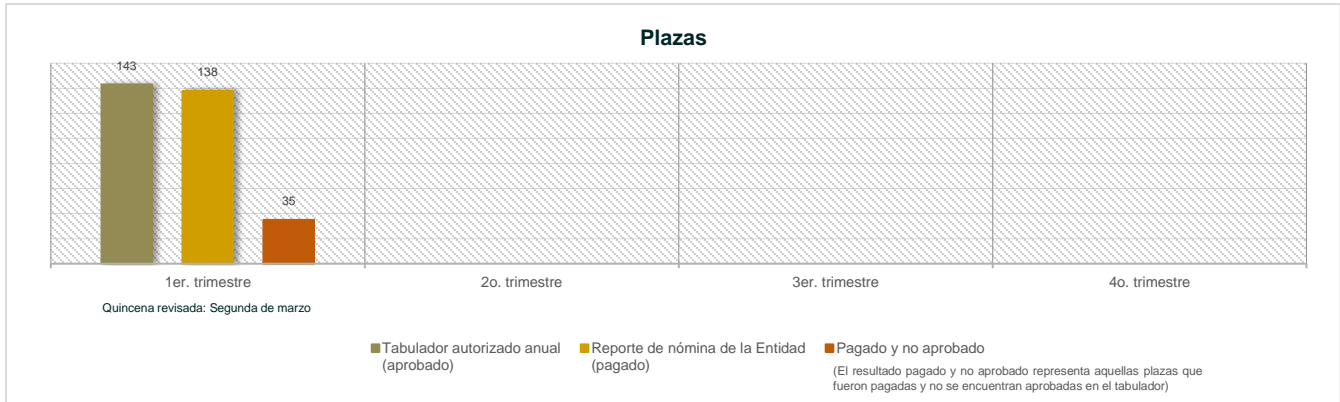 Plazas
143
138
35
1er. trimestre
2o. trimestre
3er. trimestre
4o. trimestre
Quincena revisada: Segunda de marzo
Tabulador autorizado anual
(aprobado)
Reporte de nómina de la Entidad
(pagado)
Pagado y no aprobado
(El resultado pagado y no aprobado representa aquellas plazas que
fueron pagadas y no se encuentran aprobadas en el tabulador)